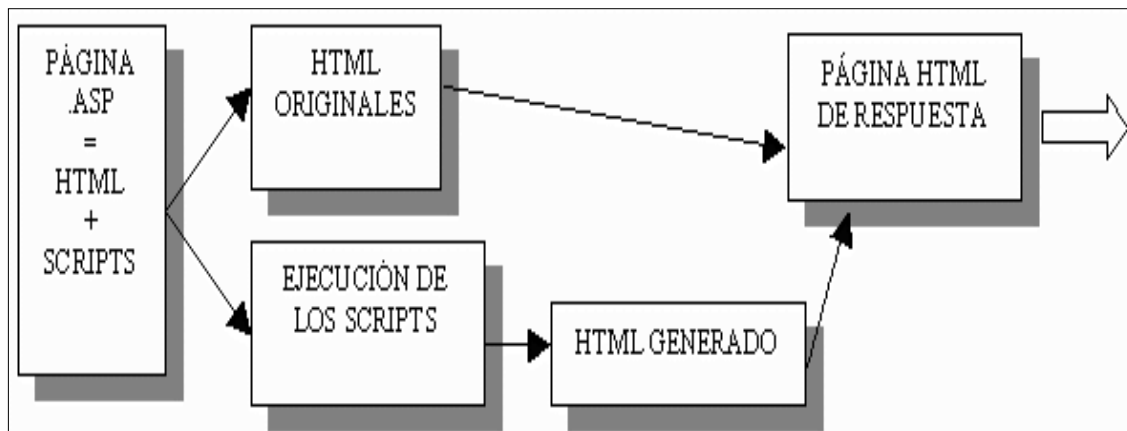 PÁGINA
.ASP
=
HTML
+
SCRIPTS
HTML
ORIGINALES
EJECUCIÓN DE
LOS SCRIPTS
HTML GENERADO
PÁGINA HTML
DE RESPUESTA